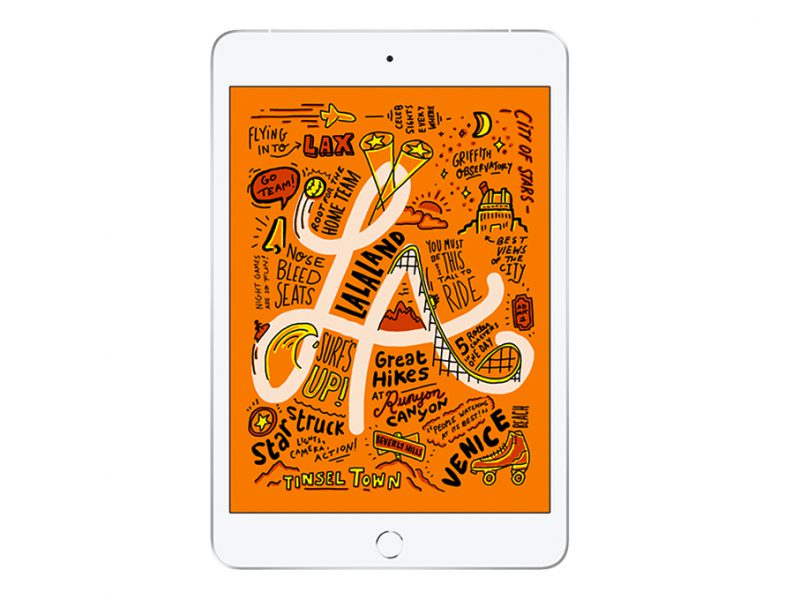 FLYING
INTO → LAX
CELEB
SIGHTS
EVERY
WHERE
CITY OF STARS –
GRIFFITH
OBSERVATORY
GO
TEAM!
ROOT FOR THE
HOME TEAM
LALALAND
LA
NOSE
BLEED
SEATS
NIGHT GAMES
ARE SO FUN!
YOU MUST
BE THIS
TALL TO
RIDE
BEST
VIEWS
OF THE
CITY
5 ROLLER
COASTERS
IN ONE DAY
SURF'S
UP!
Great
Hikes
AT Runyon
CANYON
Star Struck
LIGHTS,
CAMERA,
ACTION!
BEVERLY HILLS
"PEOPLE WATCHING
AT ITS BEST!"
VENICE
BEACH
TINSEL TOWN